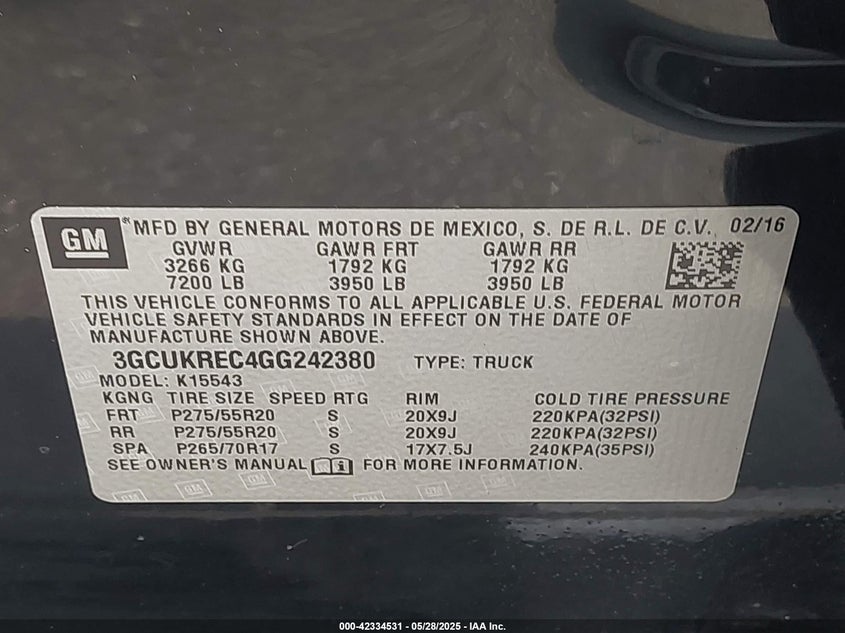 GM
® MFD BY GENERAL MOTORS DE MEXICO, S. DE R.L. DE C.V. 02/16
GVWR GAWR FRT GAWR RR
3266 KG 1792 KG 1792 KG
7200 LB 3950 LB 3950 LB
THIS VEHICLE CONFORMS TO ALL APPLICABLE U.S. FEDERAL MOTOR
VEHICLE SAFETY STANDARDS IN EFFECT ON THE DATE OF
MANUFACTURE SHOWN ABOVE.
3GCUKREC4GG242380 TYPE: TRUCK
MODEL: K15543
KGNG TIRE SIZE SPEED RTG RIM COLD TIRE PRESSURE
FRT P275/55R20 S 20X9J 220KPA(32PSI)
RR P275/55R20 S 20X9J 220KPA(32PSI)
SPA P265/70R17 S 17X7.5J 240KPA(35PSI)
SEE OWNER'S MANUAL FOR MORE INFORMATION.
000-42334531 - 05/28/2025 - IAA Inc.